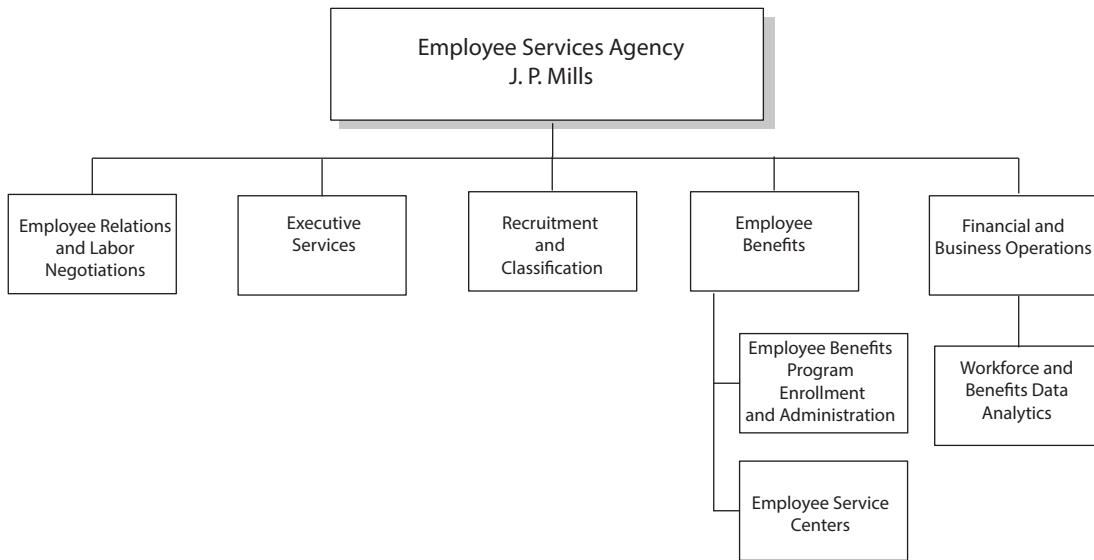 Employee Services Agency
J. P. Mills
Employee Relations
and Labor
Negotiations
Executive
Services
Recruitment
and
Classification
Employee
Benefits
Financial and
Business Operations
Employee Benefits
Program
Enrollment
and Administration
Workforce and
Benefits Data
Analytics
Employee Service
Centers